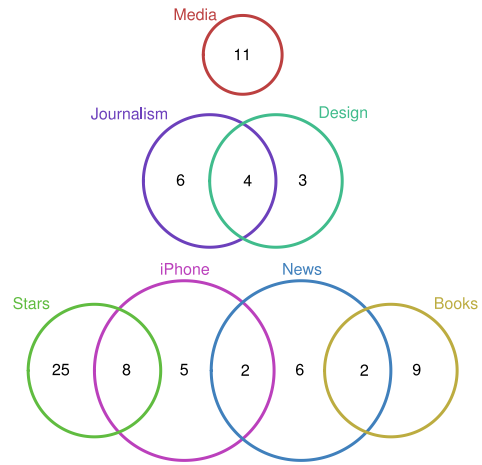 Media
11
Journalism
Design
6 4 3
iPhone News
Stars Books
25 8 5 2 6 2 9